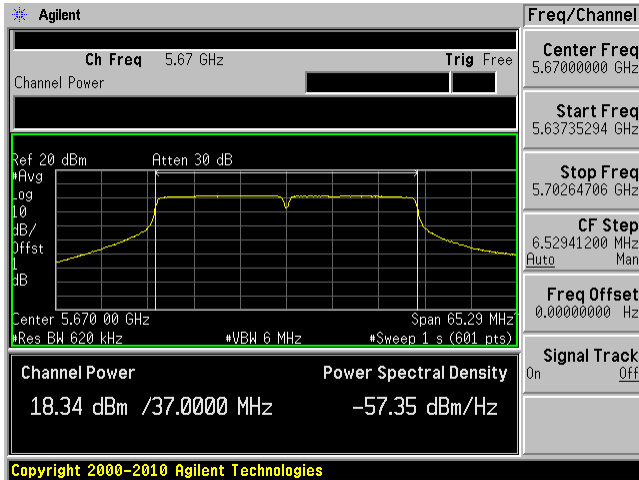 Agilent
Freq/Channel
Ch Freq 5.67 GHz Trig Free
Channel Power
Center Freq
5.67000000 GHz
Start Freq
5.63735294 GHz
Stop Freq
5.70264706 GHz
CF Step
6.52941200 MHz
Auto Man
Freq Offset
0.00000000 Hz
Signal Track
On Off
Ref 20 dBm Atten 30 dB
#Avg
Log
10
dB/
Offst
1
dB
Center 5.670 00 GHz Span 65.29 MHz
#Res BW 620 kHz #VBW 6 MHz #Sweep 1 s (601 pts)
Channel Power Power Spectral Density
18.34 dBm /37.0000 MHz -57.35 dBm/Hz
Copyright 2000-2010 Agilent Technologies